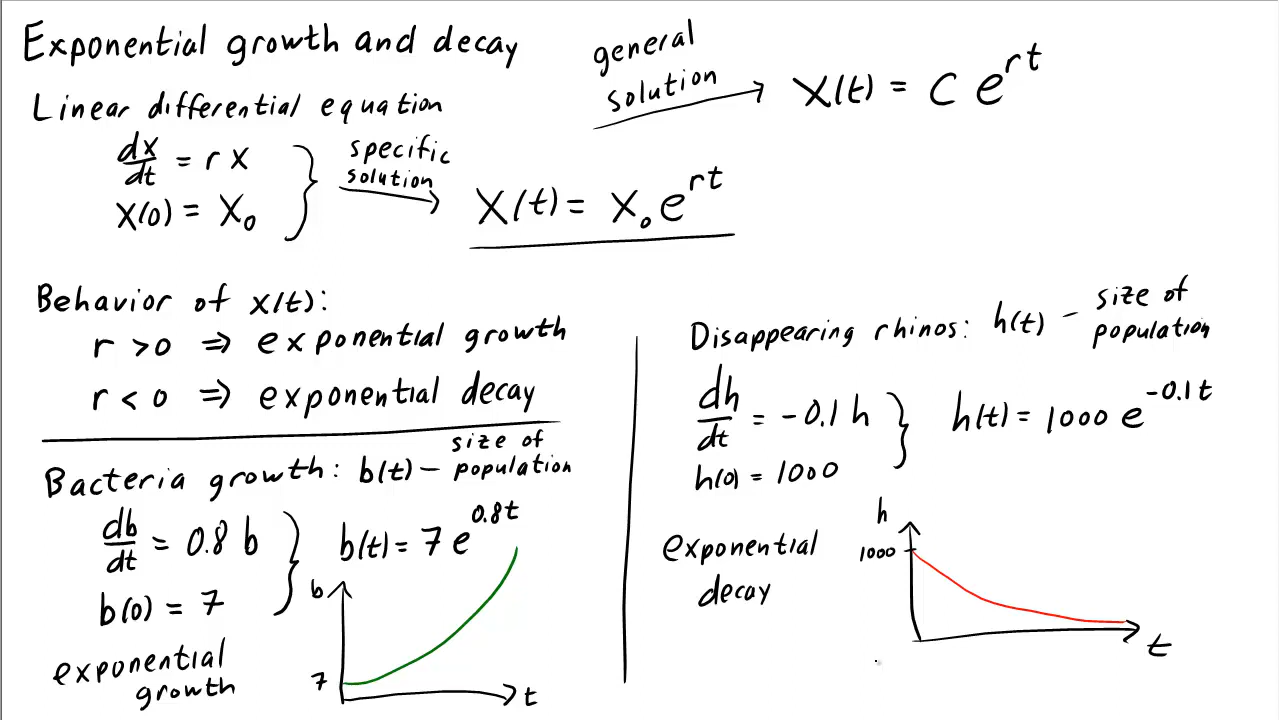 Exponential growth and decay
general
solution
X(t) = C e^{rt}
Linear differential equation
dx/dt = r x
x(0) = x₀
specific
solution
X(t) = x₀ e^{rt}
Behavior of x(t):
r > 0 ⇒ exponential growth
r < 0 ⇒ exponential decay
Bacteria growth: b(t) – size of
population
db/dt = 0.8 b
b(0) = 7
b(t) = 7 e^{0.8t}
exponential
growth
b
7
t
Disappearing rhinos: h(t) – size of
population
dh/dt = -0.1 h
h(0) = 1000
h(t) = 1000 e^{-0.1t}
exponential
decay
h
1000
t